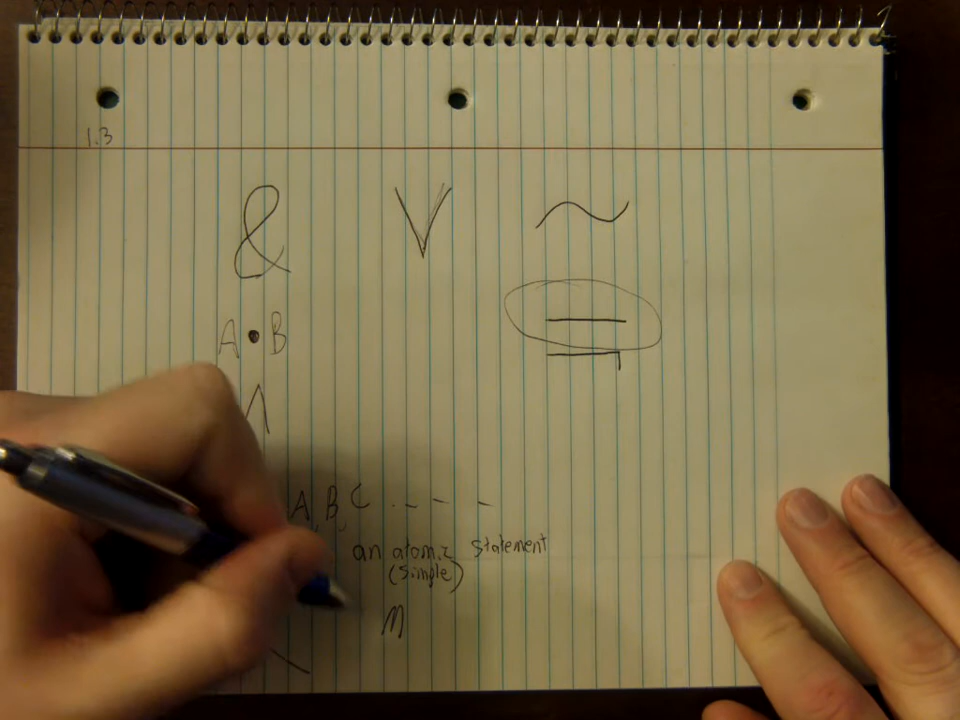 1.3
& V ~
A • B
Λ
A, B, C . - - -
an atomic statement
(simple)
M